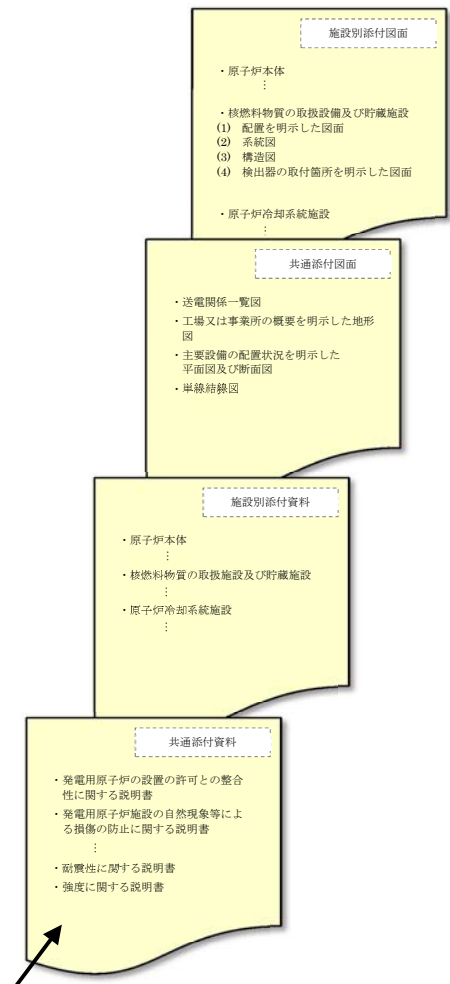 施設別添付図面
・原子炉本体
⋮
・核燃料物質の取扱設備及び貯蔵施設
(1) 配置を明示した図面
(2) 系統図
(3) 構造図
(4) 検出器の取付箇所を明示した図面
・原子炉冷却系統施設
⋮
共通添付図面
・送電関係一覧図
・工場又は事業所の概要を明示した地形
図
・主要設備の配置状況を明示した
平面図及び断面図
・単線結線図
施設別添付資料
・原子炉本体
⋮
・核燃料物質の取扱施設及び貯蔵施設
⋮
・原子炉冷却系統施設
⋮
共通添付資料
・発電用原子炉の設置の許可との整合
性に関する説明書
・発電用原子炉施設の自然現象等によ
る損傷の防止に関する説明書
⋮
・耐震性に関する説明書
・強度に関する説明書